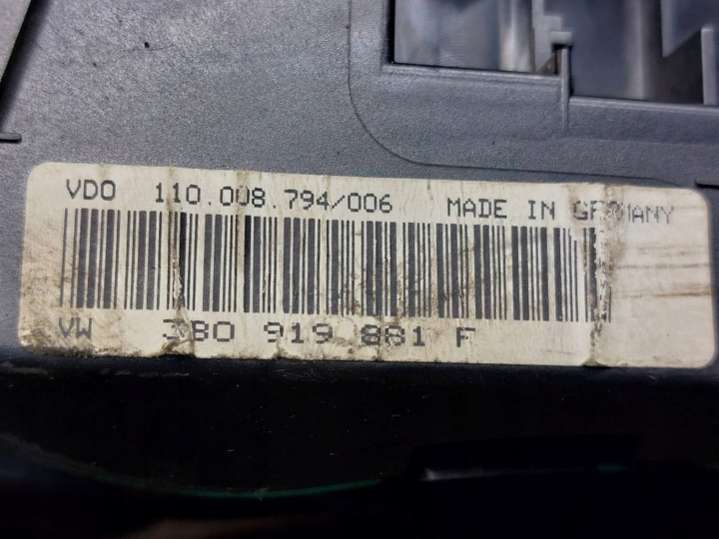 VDO 110.008.794/006 MADE IN GERMANY
VW 3B0 919 881 F